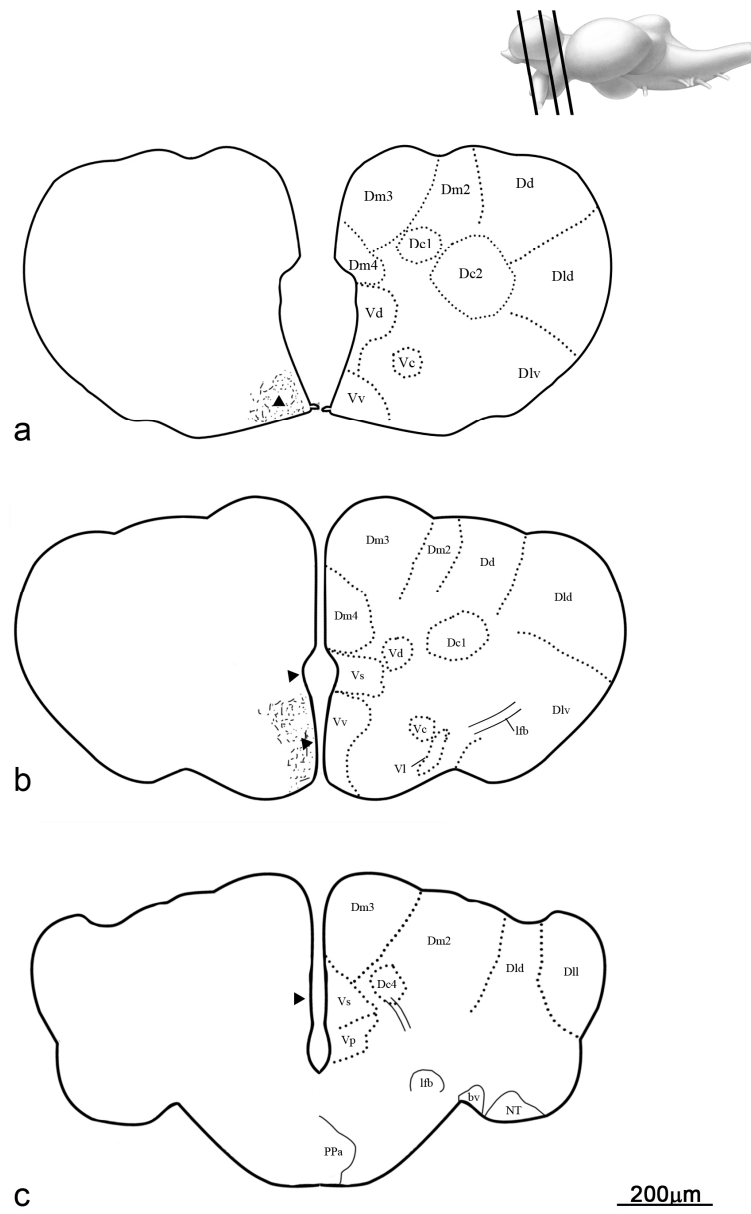 Dm3 Dm2 Dd
Dc1
Dm4 Dc2 Dld
Vd
Vc Dlv
Vv
a
Dm3 Dm2 Dd
Dld
Dm4 Dc1
Vd
Vs
Vv Vc Dlv
lfb
Vl
b
Dm3
Dm2
Dld Dll
Dc4
Vs
Vp
lfb
bv NT
PPa
c
200µm